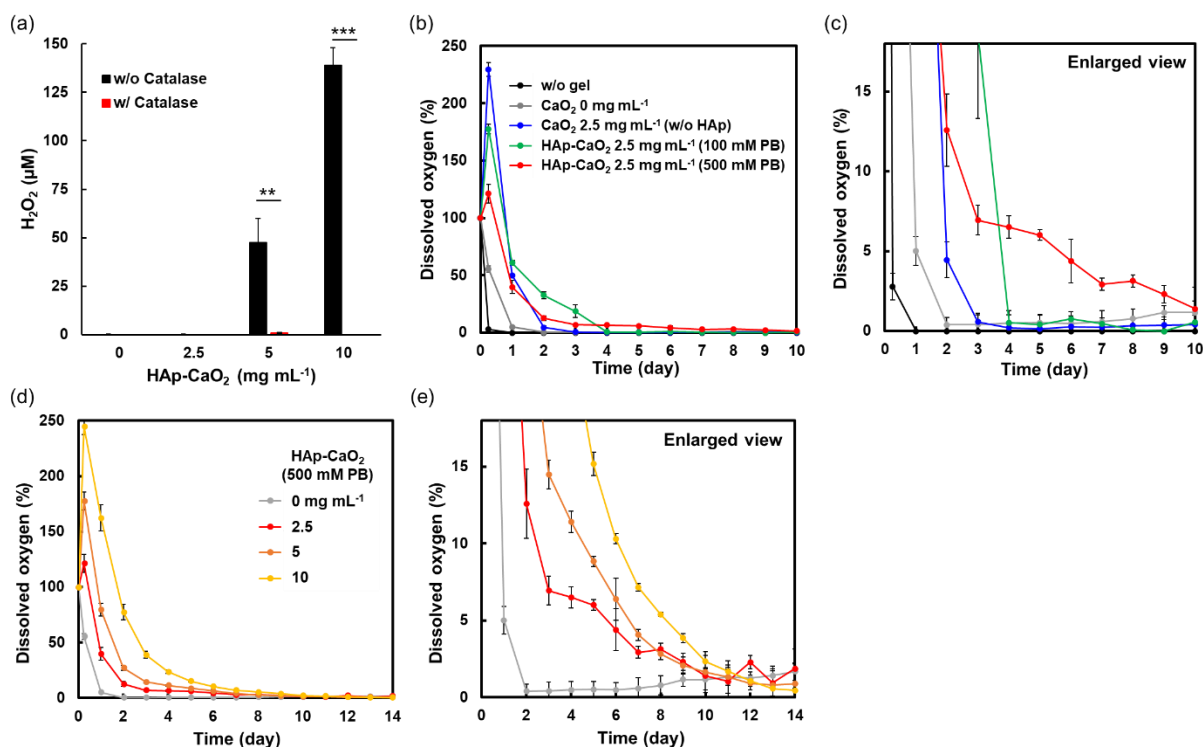 (a)
150
120
90
60
30
0
H₂O₂ (μM)
w/o Catalase
w/ Catalase
**
***
0 2.5 5 10
HAp-CaO₂ (mg mL⁻¹)
(b)
250
200
150
100
50
0
Dissolved oxygen (%)
w/o gel
CaO₂ 0 mg mL⁻¹
CaO₂ 2.5 mg mL⁻¹ (w/o HAp)
HAp-CaO₂ 2.5 mg mL⁻¹ (100 mM PB)
HAp-CaO₂ 2.5 mg mL⁻¹ (500 mM PB)
0 1 2 3 4 5 6 7 8 9 10
Time (day)
(c)
Enlarged view
15
10
5
0
Dissolved oxygen (%)
0 1 2 3 4 5 6 7 8 9 10
Time (day)
(d)
250
200
150
100
50
0
Dissolved oxygen (%)
HAp-CaO₂
(500 mM PB)
0 mg mL⁻¹
2.5
5
10
0 2 4 6 8 10 12 14
Time (day)
(e)
Enlarged view
15
10
5
0
Dissolved oxygen (%)
0 2 4 6 8 10 12 14
Time (day)